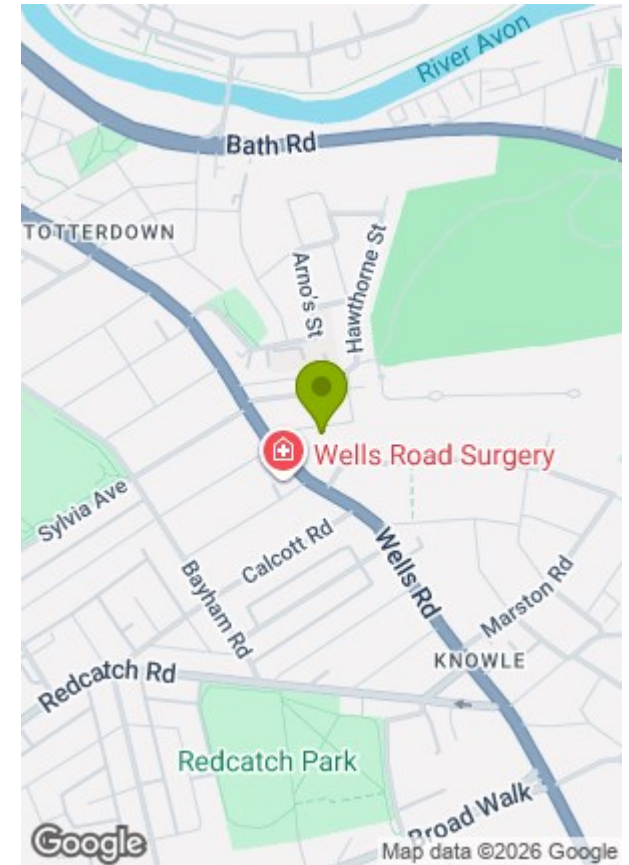 River Avon
Bath Rd
TOTTERDOWN
Arno's St
Hawthorne St
Wells Road Surgery
Sylvia Ave
Calcott Rd
Wells Rd
Bayham Rd
Marston Rd
KNOWLE
Redcatch Rd
Redcatch Park
Broad Walk
Google
Map data ©2026 Google